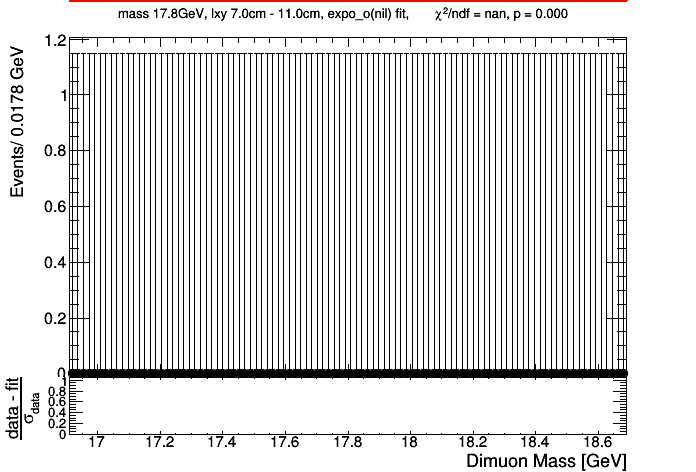 mass 17.8GeV, lxy 7.0cm - 11.0cm, expo_o(nil) fit, χ²/ndf = nan, p = 0.000
Events/ 0.0178 GeV
1.2
1
0.8
0.6
0.4
0.2
0
data - fit
σdata
1
0.8
0.6
0.4
0.2
0
17 17.2 17.4 17.6 17.8 18 18.2 18.4 18.6
Dimuon Mass [GeV]